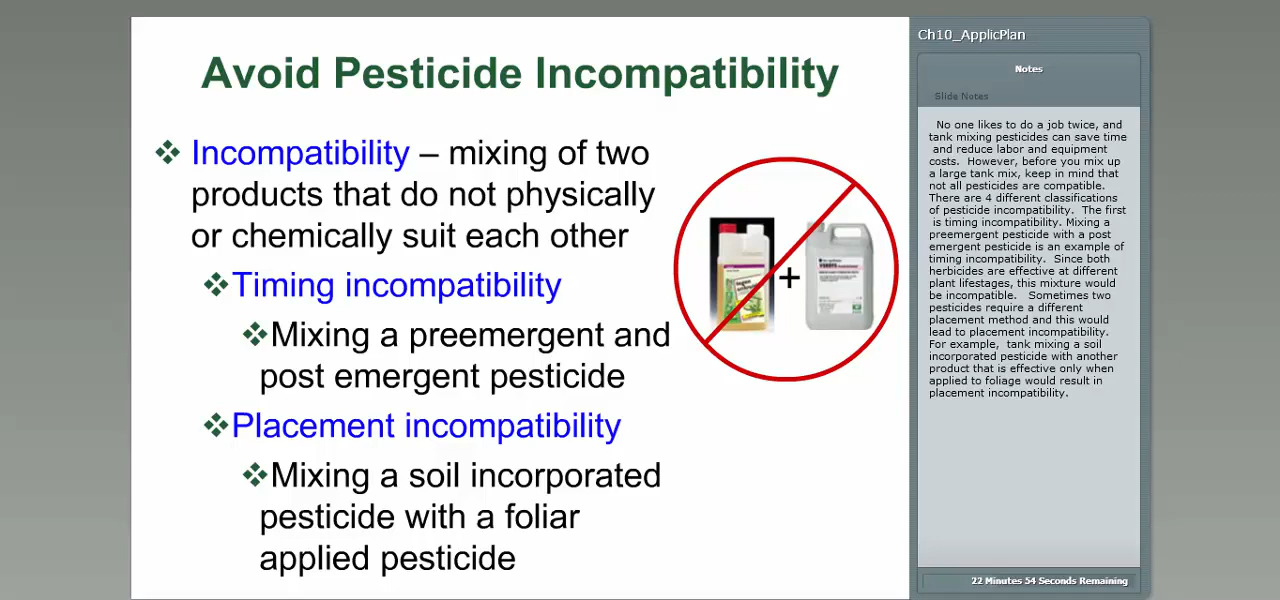 Avoid Pesticide Incompatibility
❖ Incompatibility – mixing of two
products that do not physically
or chemically suit each other
❖Timing incompatibility
❖Mixing a preemergent and
post emergent pesticide
❖Placement incompatibility
❖Mixing a soil incorporated
pesticide with a foliar
applied pesticide
+
Ch10_ApplicPlan
Notes
Slide Notes
No one likes to do a job twice, and
tank mixing pesticides can save time
and reduce labor and equipment
costs. However, before you mix up
a large tank mix, keep in mind that
not all pesticides are compatible.
There are 4 different classifications
of pesticide incompatibility. The first
is timing incompatibility. Mixing a
preemergent pesticide with a post
emergent pesticide is an example of
timing incompatibility. Since both
herbicides are effective at different
plant lifestages, this mixture would
be incompatible. Sometimes two
pesticides require a different
placement method and this would
lead to placement incompatibility.
For example, tank mixing a soil
incorporated pesticide with another
product that is effective only when
applied to foliage would result in
placement incompatibility.
22 Minutes 54 Seconds Remaining